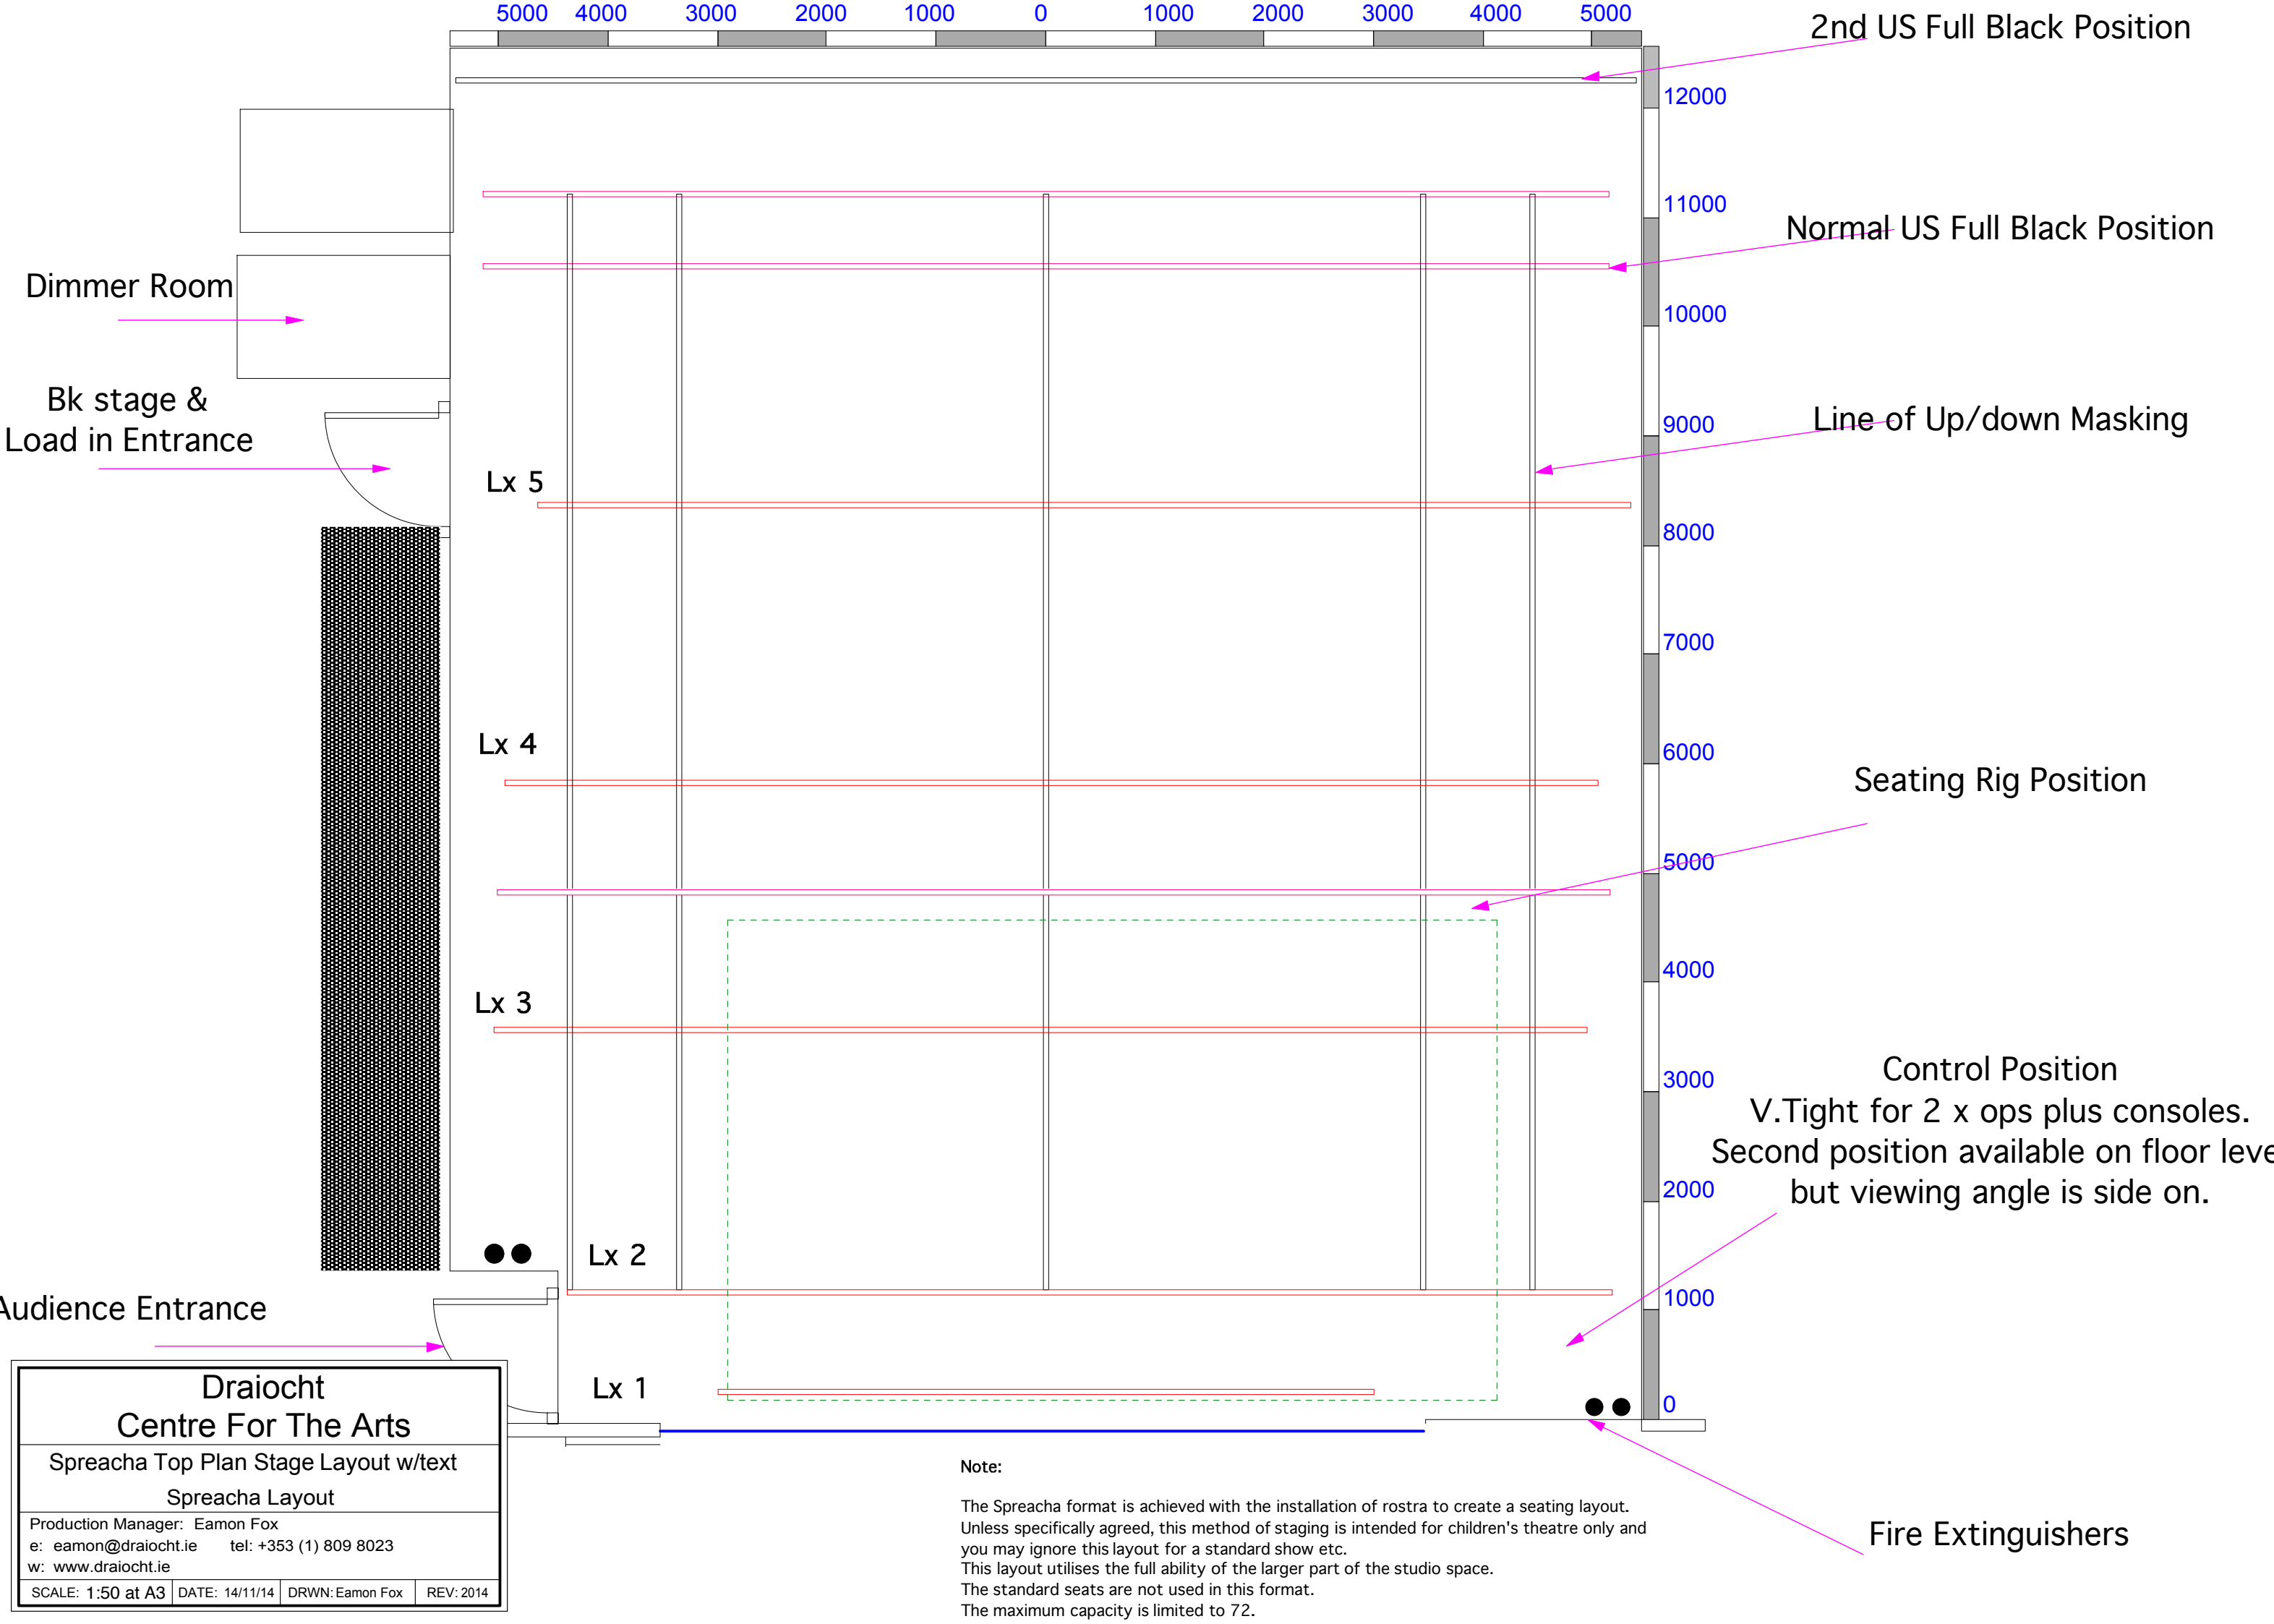 5000 4000 3000 2000 1000 0 1000 2000 3000 4000 5000
2nd US Full Black Position
12000
11000
Normal US Full Black Position
Dimmer Room
10000
Bk stage &
Load in Entrance
9000
Line of Up/down Masking
Lx 5
8000
7000
Lx 4
6000
Seating Rig Position
5000
4000
Lx 3
3000
Control Position
V.Tight for 2 x ops plus consoles.
Second position available on floor leve
but viewing angle is side on.
2000
Lx 2
1000
Audience Entrance
Lx 1
0
Fire Extinguishers
Draiocht
Centre For The Arts
Spreacha Top Plan Stage Layout w/text
Spreacha Layout
Production Manager: Eamon Fox
e: eamon@draiocht.ie tel: +353 (1) 809 8023
w: www.draiocht.ie
SCALE: 1:50 at A3 DATE: 14/11/14 DRWN: Eamon Fox REV: 2014
Note:
The Spreacha format is achieved with the installation of rostra to create a seating layout.
Unless specifically agreed, this method of staging is intended for children's theatre only and
you may ignore this layout for a standard show etc.
This layout utilises the full ability of the larger part of the studio space.
The standard seats are not used in this format.
The maximum capacity is limited to 72.